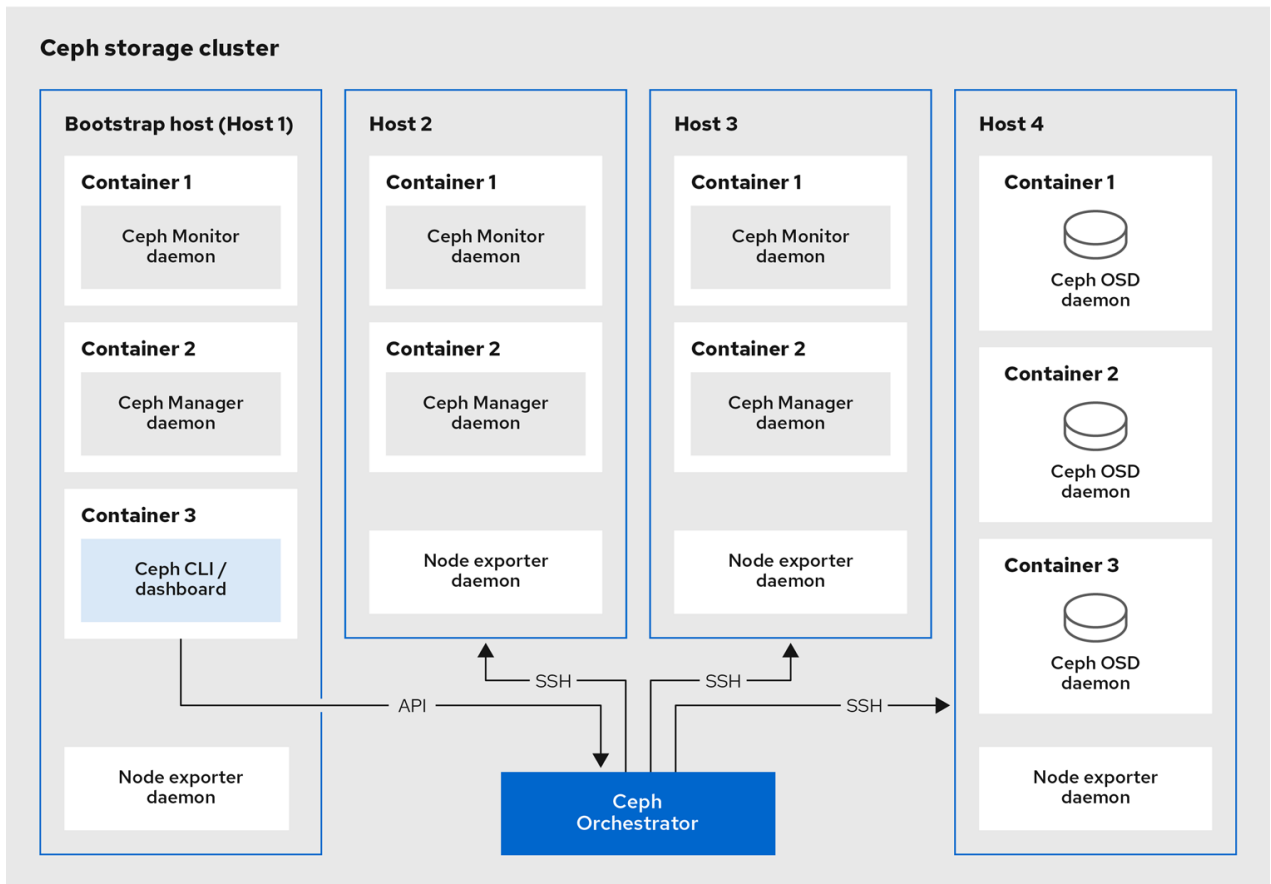 Ceph storage cluster
Bootstrap host (Host 1)
Container 1
Ceph Monitor
daemon
Container 2
Ceph Manager
daemon
Container 3
Ceph CLI /
dashboard
Node exporter
daemon
Host 2
Container 1
Ceph Monitor
daemon
Container 2
Ceph Manager
daemon
Node exporter
daemon
Host 3
Container 1
Ceph Monitor
daemon
Container 2
Ceph Manager
daemon
Node exporter
daemon
Host 4
Container 1
Ceph OSD
daemon
Container 2
Ceph OSD
daemon
Container 3
Ceph OSD
daemon
Node exporter
daemon
SSH
SSH
API
SSH
Ceph
Orchestrator